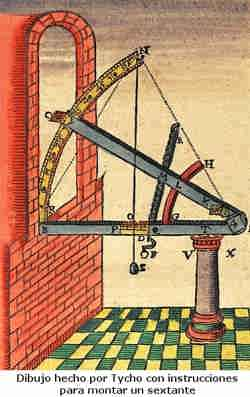 N
H
M
L
G
D
B
T
V
X
Dibujo hecho por Tycho con instrucciones
para montar un sextante